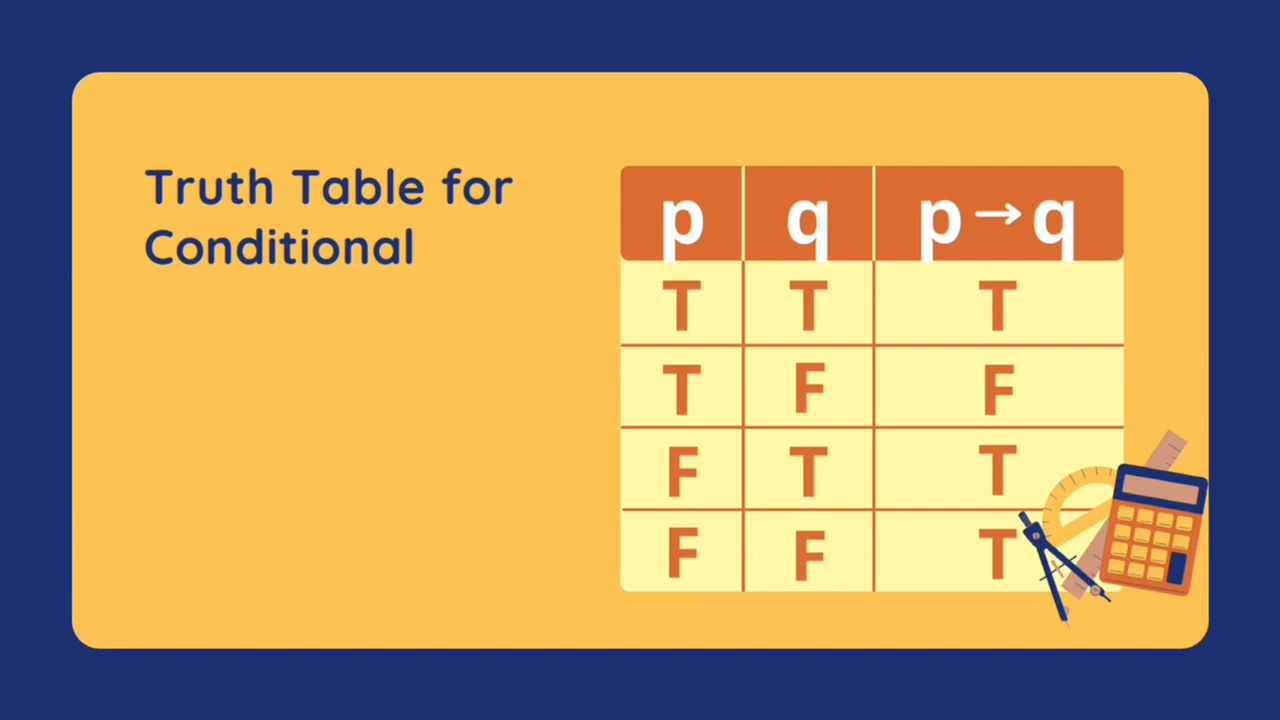 Truth Table for
Conditional
p q p→q
T T T
T F F
F T T
F F T